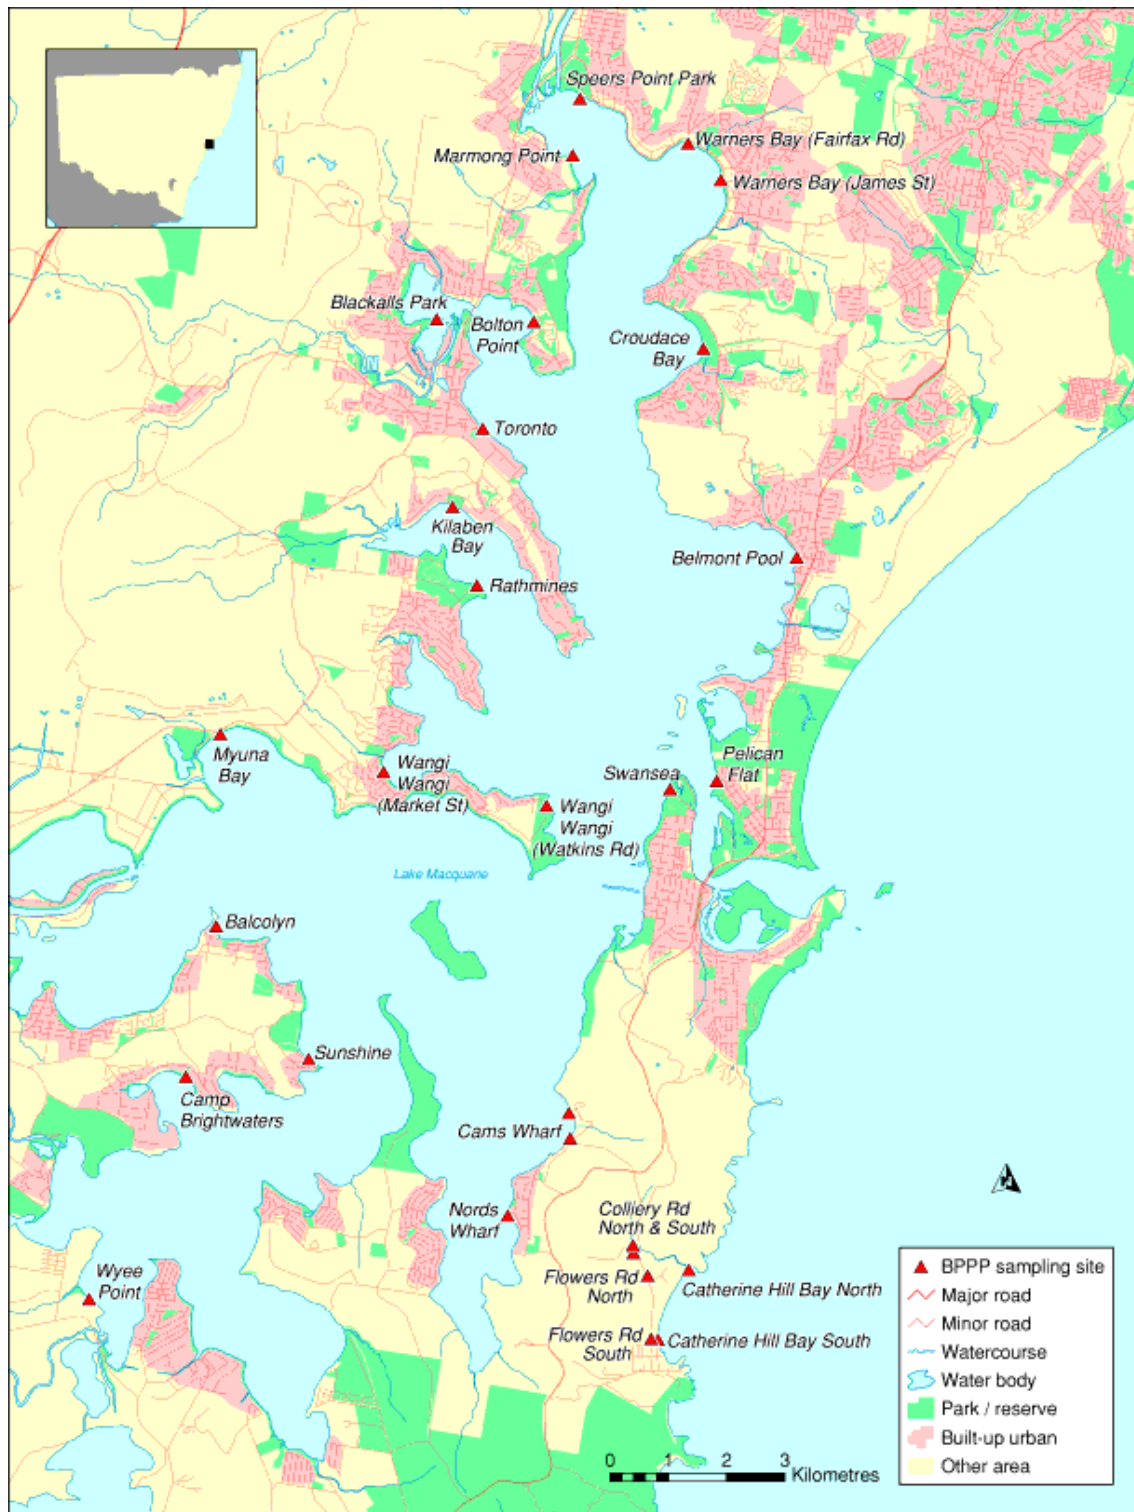 Speers Point Park
Warners Bay (Fairfax Rd)
Marmong Point
Warners Bay (James St)
Blackalls Park
Bolton
Point
Croudace
Bay
Toronto
Kilaben
Bay
Belmont Pool
Rathmines
Myuna
Bay
Wangi
Wangi
(Market St)
Swansea
Pelican
Flat
Wangi
Wangi
(Watkins Rd)
Lake Macquarie
Balcolyn
Sunshine
Camp
Brightwaters
Cams Wharf
Nords
Wharf
Colliery Rd
North & South
Wyee
Point
Flowers Rd
North
Catherine Hill Bay North
Flowers Rd
South
Catherine Hill Bay South
N
BPPP sampling site
Major road
Minor road
Watercourse
Water body
Park / reserve
Built-up urban
Other area
0 2 3
Kilometres